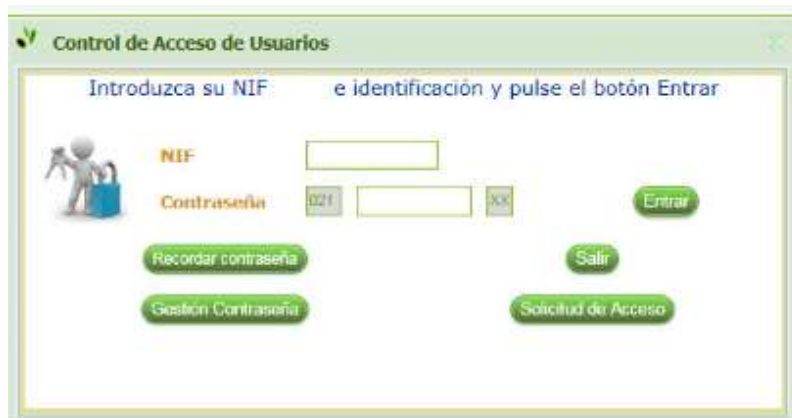 Control de Acceso de Usuarios
Introduzca su NIF e identificación y pulse el botón Entrar
NIF
Contraseña 021 XX Entrar
Recordar contraseña Salir
Gestión Contraseña Solicitud de Acceso